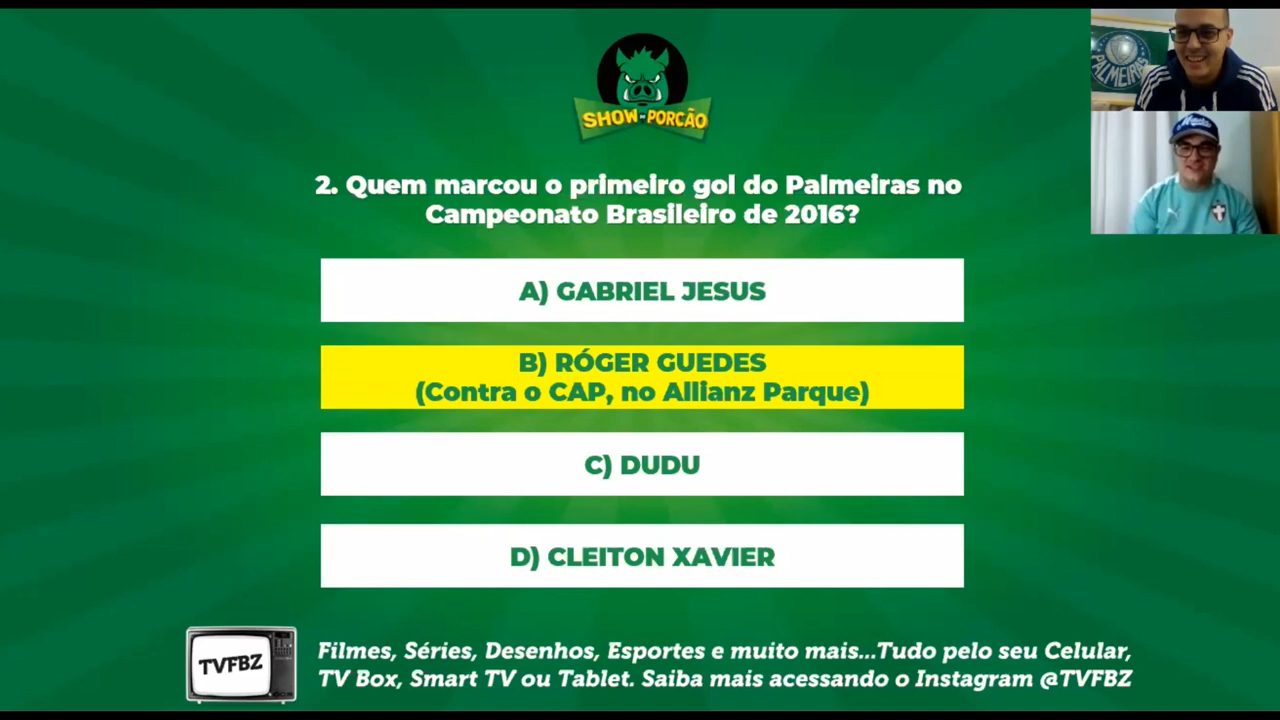 SHOW DO PORCÃO
2. Quem marcou o primeiro gol do Palmeiras no
Campeonato Brasileiro de 2016?
A) GABRIEL JESUS
B) RÓGER GUEDES
(Contra o CAP, no Allianz Parque)
C) DUDU
D) CLEITON XAVIER
TVFBZ
Filmes, Séries, Desenhos, Esportes e muito mais...Tudo pelo seu Celular,
TV Box, Smart TV ou Tablet. Saiba mais acessando o Instagram @TVFBZ
PALMEIRAS